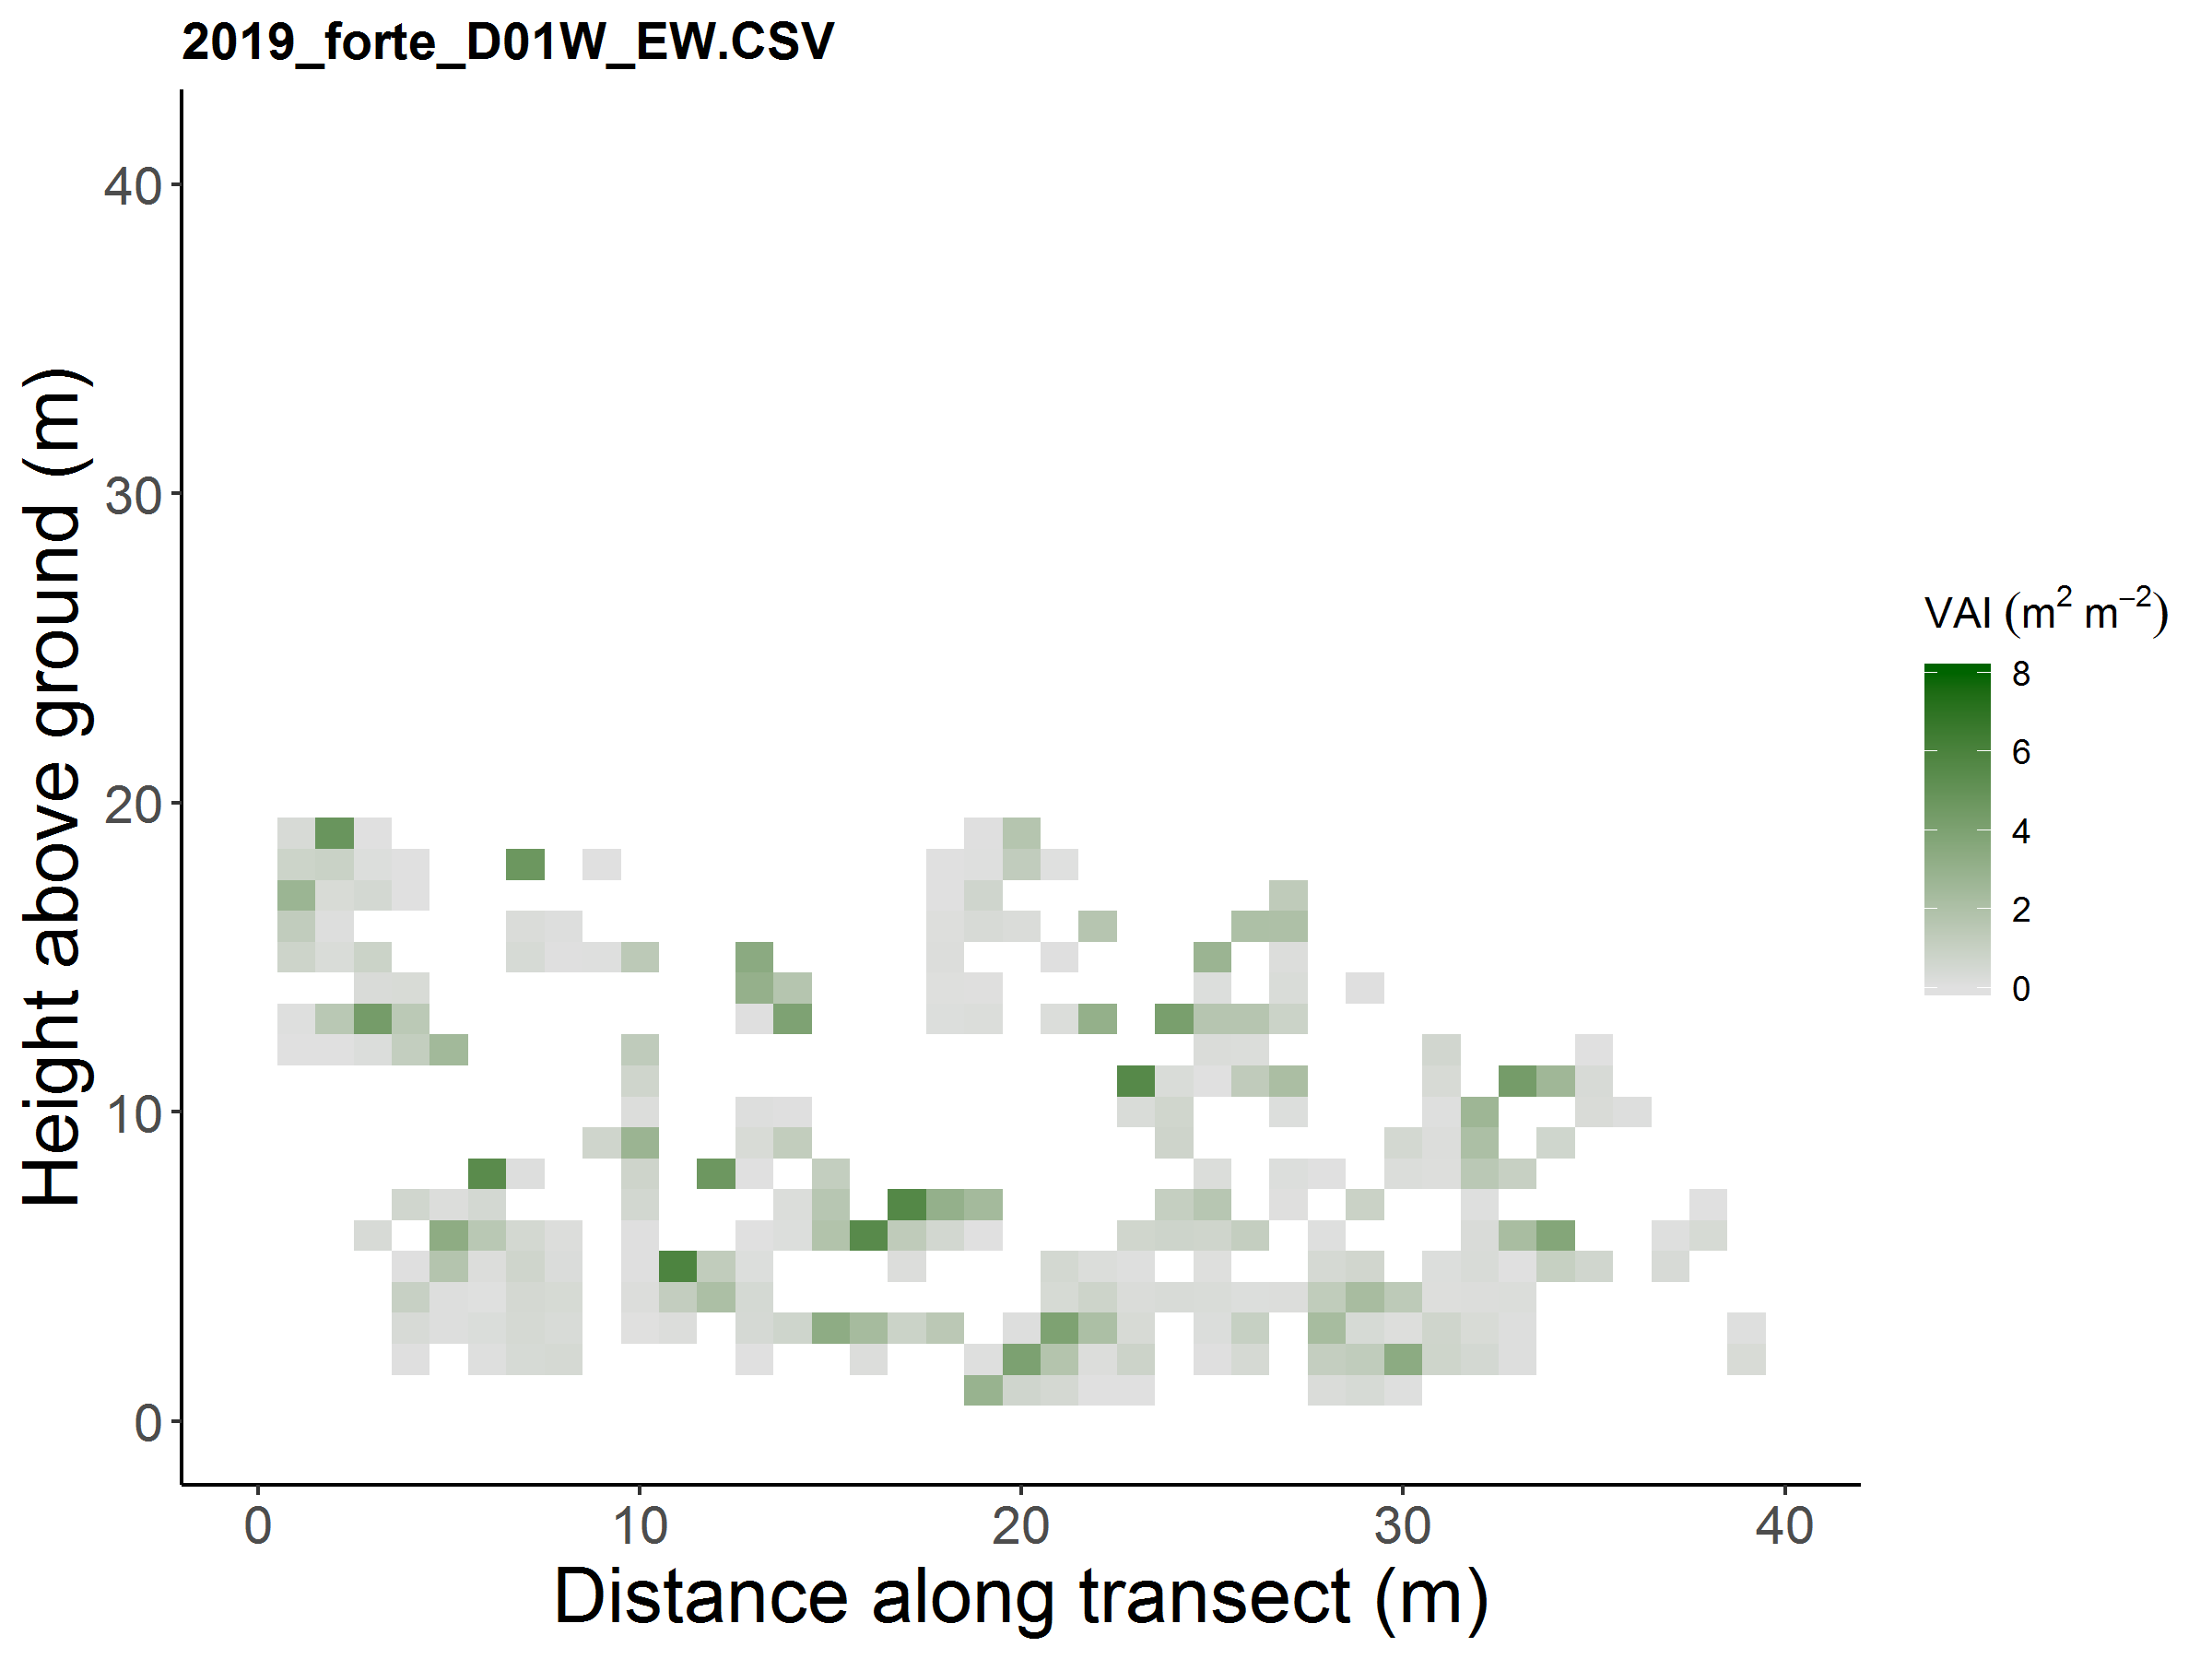 2019_forte_D01W_EW.CSV
40
30
20
10
0
Height above ground (m)
0 10 20 30 40
Distance along transect (m)
VAI (m² m⁻²)
8
6
4
2
0